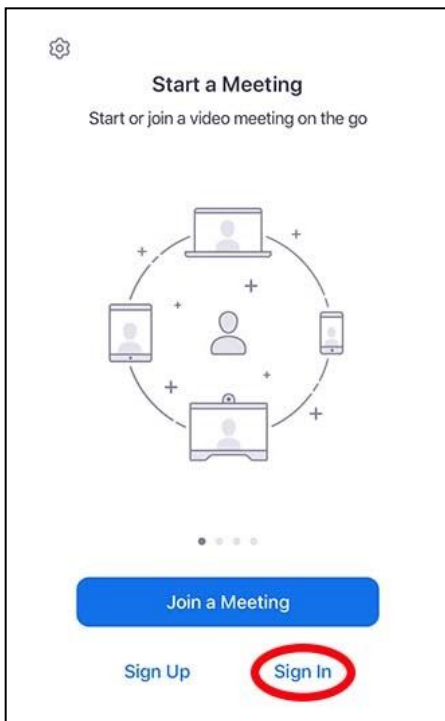 Start a Meeting
Start or join a video meeting on the go
Join a Meeting
Sign Up
Sign In